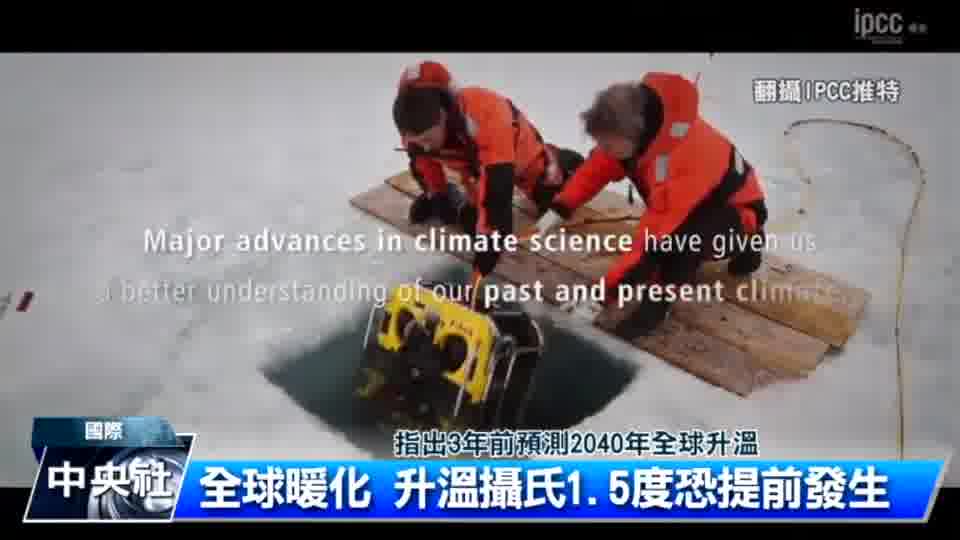 ipcc
翻攝IPCC推特
Major advances in climate science have given us
a better understanding of our past and present climate
指出3年前預測2040年全球升溫
國際
中央社
全球暖化 升溫攝氏1.5度恐提前發生